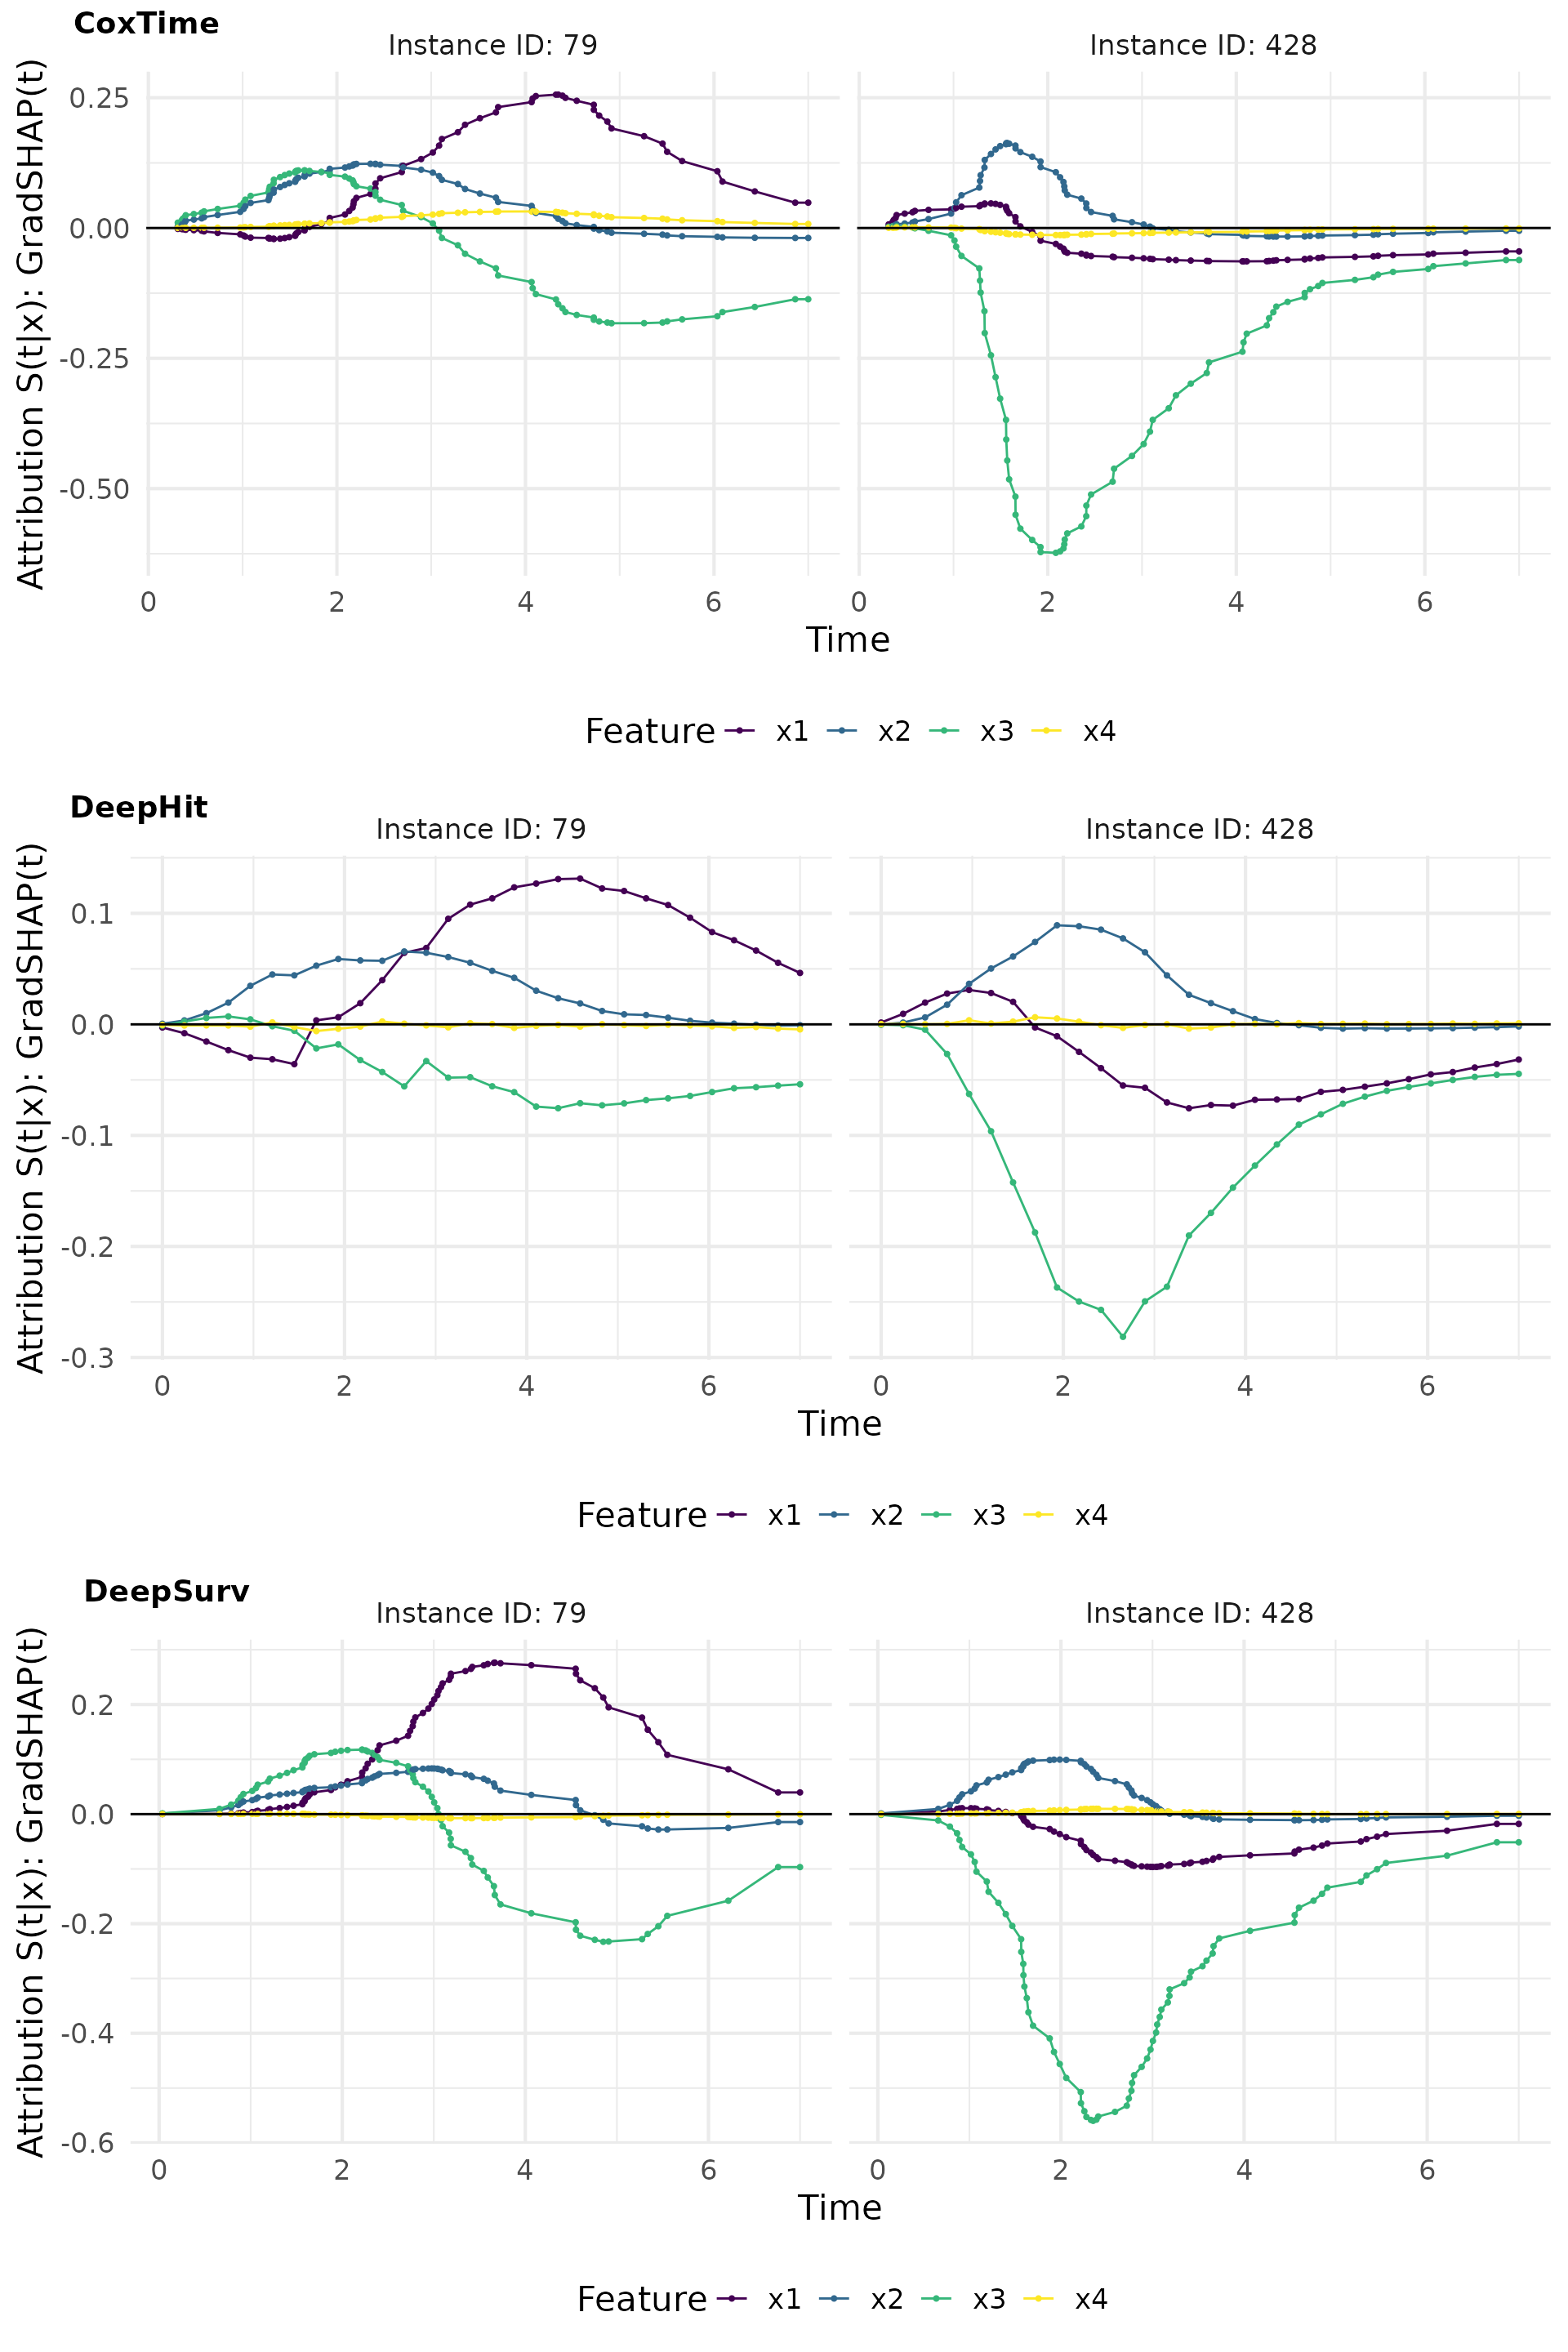 CoxTime
Instance ID: 79
Instance ID: 428
Attribution S(t|x): GradSHAP(t)
0.25
0.00
-0.25
-0.50
0 2 4 6
0 2 4 6
Time
Feature x1 x2 x3 x4
DeepHit
Instance ID: 79
Instance ID: 428
Attribution S(t|x): GradSHAP(t)
0.1
0.0
-0.1
-0.2
-0.3
0 2 4 6
0 2 4 6
Time
Feature x1 x2 x3 x4
DeepSurv
Instance ID: 79
Instance ID: 428
Attribution S(t|x): GradSHAP(t)
0.2
0.0
-0.2
-0.4
-0.6
0 2 4 6
0 2 4 6
Time
Feature x1 x2 x3 x4